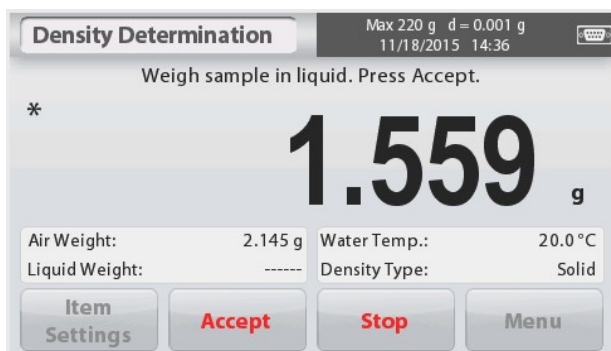 Density Determination
Max 220 g d = 0.001 g
11/18/2015 14:36
Weigh sample in liquid. Press Accept.
*
1.559 g
Air Weight: 2.145 g Water Temp.: 20.0 °C
Liquid Weight: ------ Density Type: Solid
Item Settings
Accept
Stop
Menu